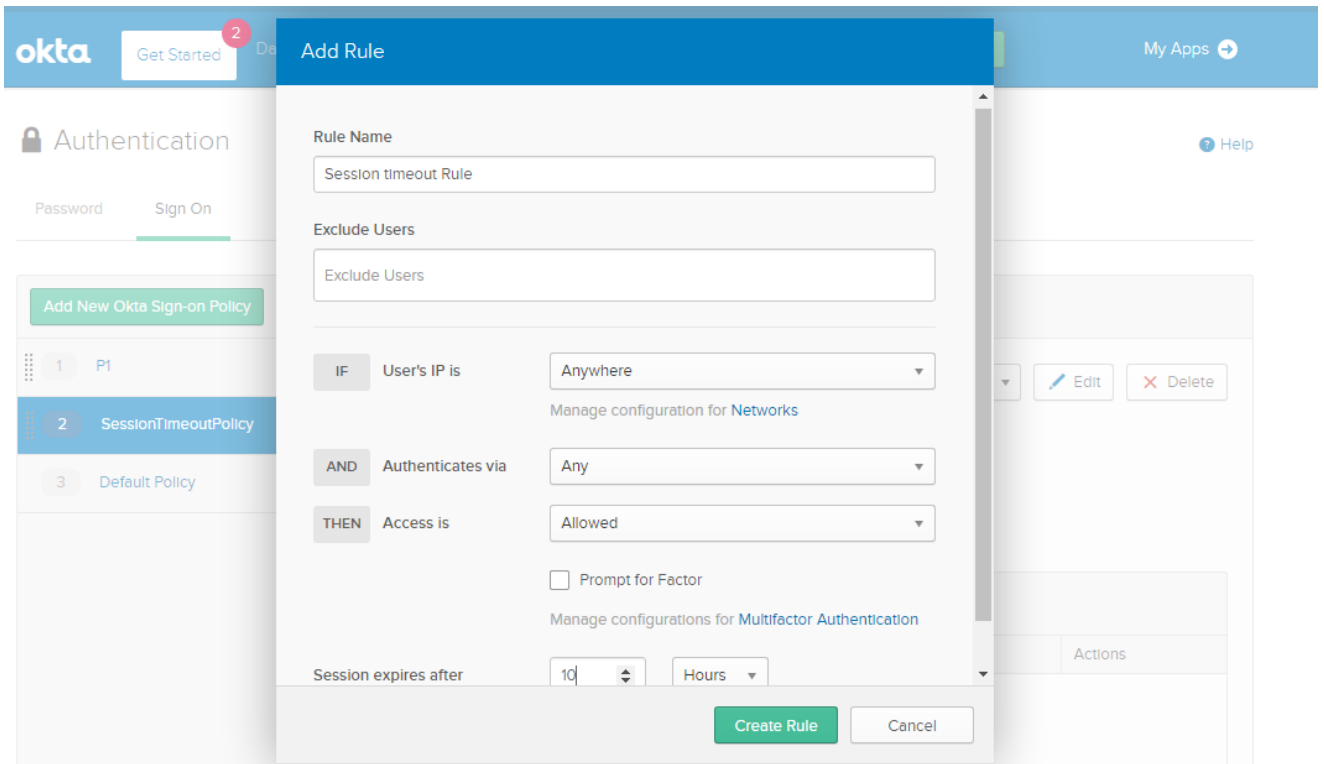 okta
Get Started
2
Da
My Apps
Add Rule
Authentication
Help
Password
Sign On
Rule Name
Session timeout Rule
Exclude Users
Exclude Users
Add New Okta Sign-on Policy
1 P1
2 SessionTimeoutPolicy
3 Default Policy
Edit
Delete
IF User's IP is Anywhere
Manage configuration for Networks
AND Authenticates via Any
THEN Access is Allowed
Prompt for Factor
Manage configurations for Multifactor Authentication
Session expires after 10 Hours
Actions
Create Rule
Cancel